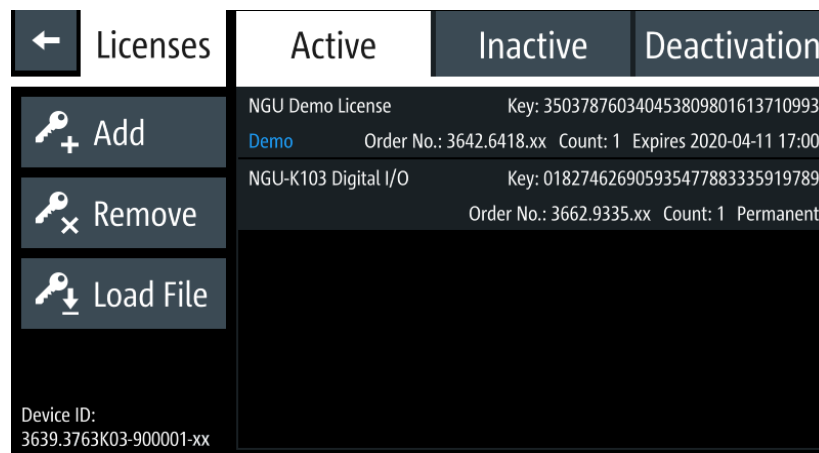 Licenses
Active
Inactive
Deactivation
Add
Remove
Load File
Device ID:
3639.3763K03-900001-xx
NGU Demo License Key: 350378760340453809801613710993
Demo Order No.: 3642.6418.xx Count: 1 Expires 2020-04-11 17:00
NGU-K103 Digital I/O Key: 018274626905935477883335919789
Order No.: 3662.9335.xx Count: 1 Permanent